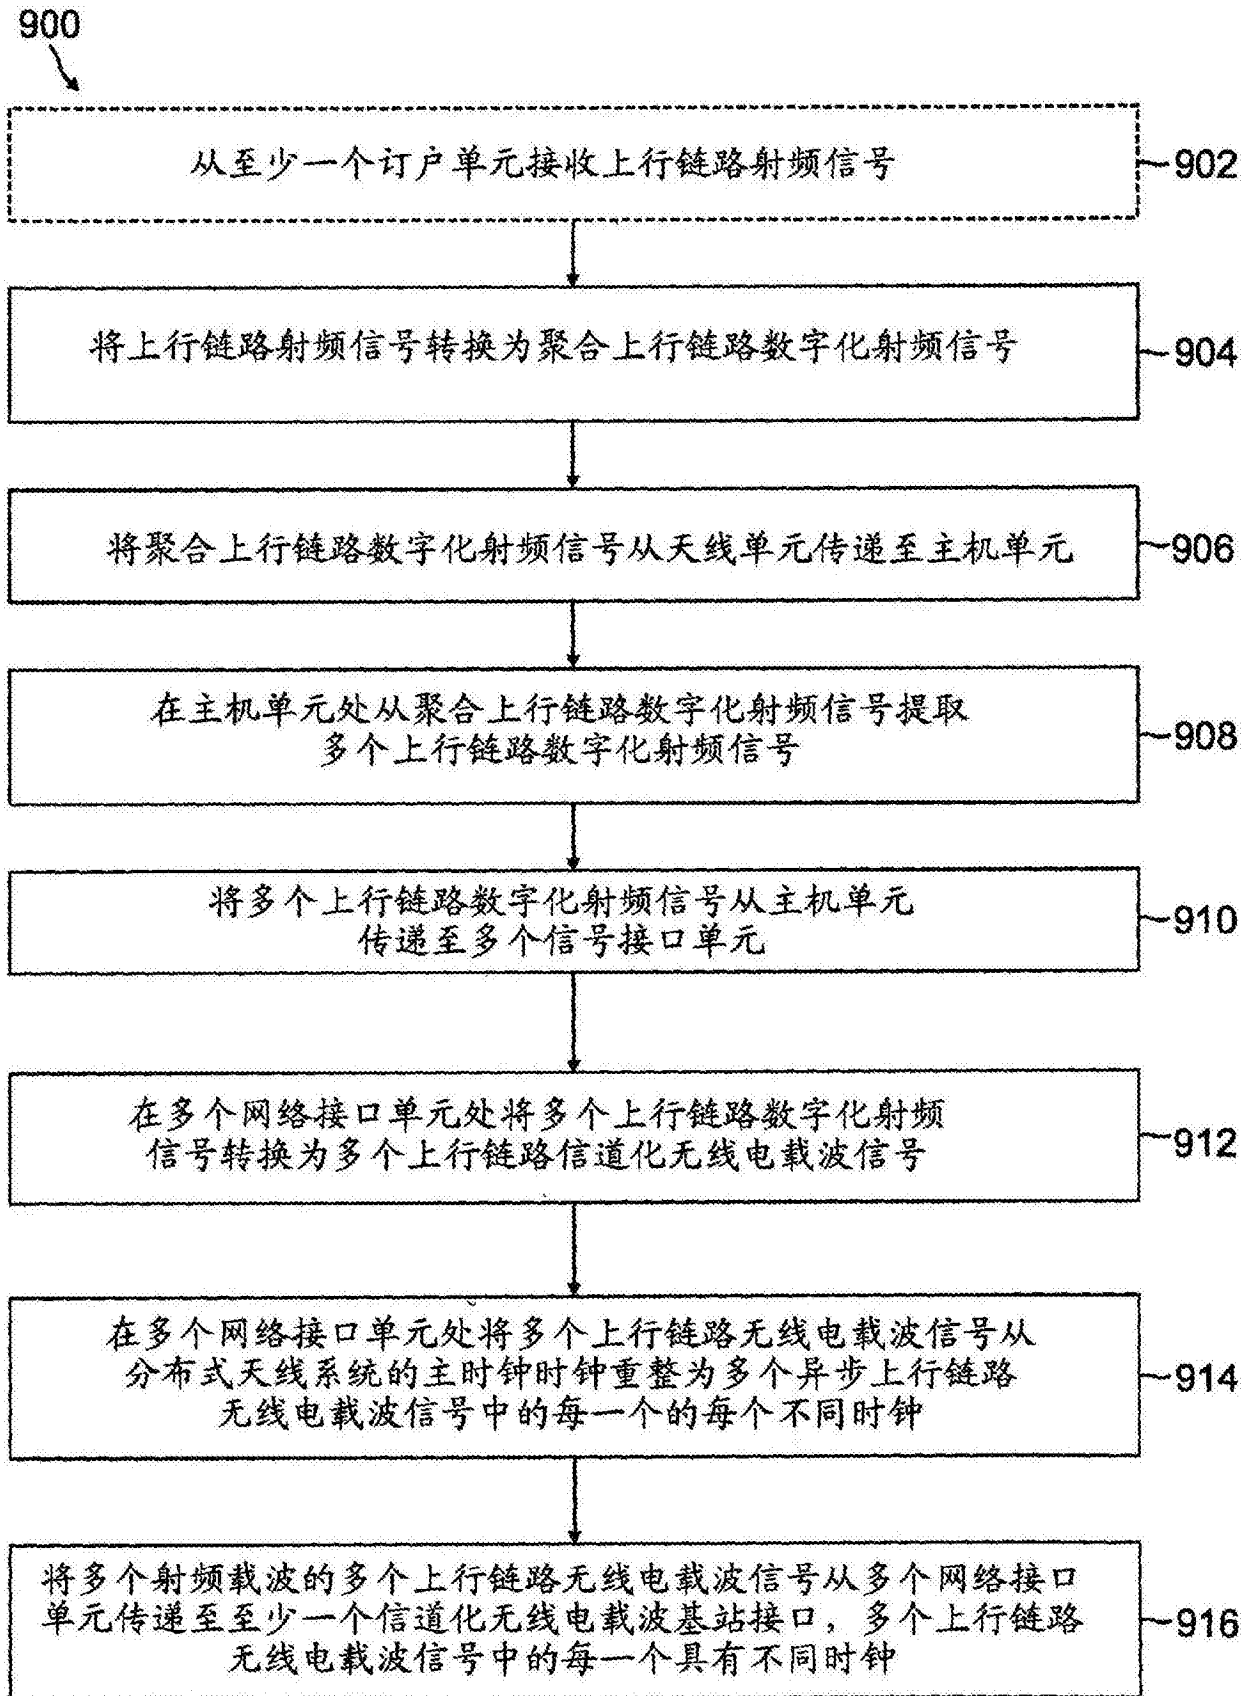 900
从至少一个订户单元接收上行链路射频信号
902
将上行链路射频信号转换为聚合上行链路数字化射频信号
904
将聚合上行链路数字化射频信号从天线单元传递至主机单元
906
在主机单元处从聚合上行链路数字化射频信号提取
多个上行链路数字化射频信号
908
将多个上行链路数字化射频信号从主机单元
传递至多个信号接口单元
910
在多个网络接口单元处将多个上行链路数字化射频
信号转换为多个上行链路信道化无线电载波信号
912
在多个网络接口单元处将多个上行链路无线电载波信号从
分布式天线系统的主时钟时钟重整为多个异步上行链路
无线电载波信号中的每一个的每个不同时钟
914
将多个射频载波的多个上行链路无线电载波信号从多个网络接口
单元传递至至少一个信道化无线电载波基站接口，多个上行链路
无线电载波信号中的每一个具有不同时钟
916